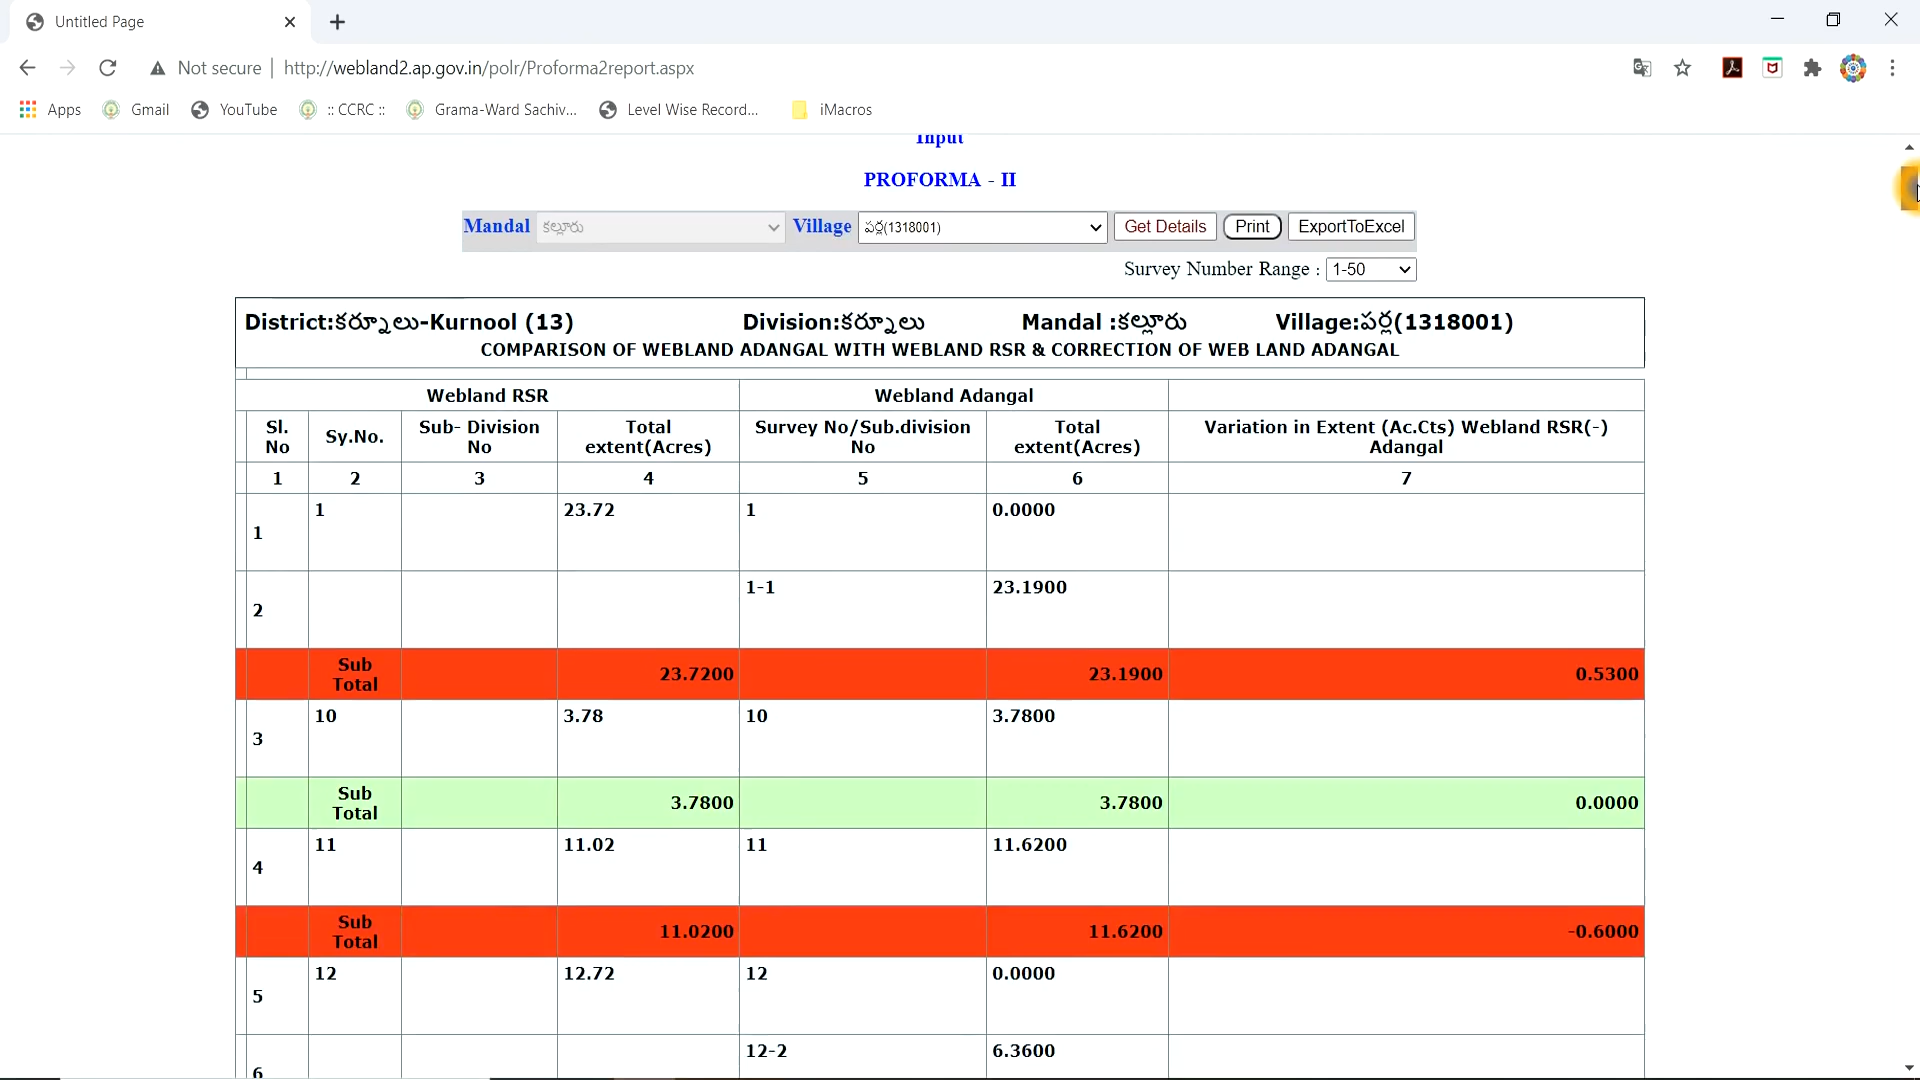 Untitled Page
Not secure | http://webland2.ap.gov.in/polr/Proforma2report.aspx
Apps Gmail YouTube :: CCRC :: Grama-Ward Sachiv... Level Wise Record... iMacros
Input
PROFORMA - II
Mandal కల్లూరు Village పర్ల(1318001) Get Details Print ExportToExcel
Survey Number Range : 1-50
District:కర్నూలు-Kurnool (13) Division:కర్నూలు Mandal :కల్లూరు Village:పర్ల(1318001)
COMPARISON OF WEBLAND ADANGAL WITH WEBLAND RSR & CORRECTION OF WEB LAND ADANGAL
Webland RSR Webland Adangal
Sl. No Sy.No. Sub- Division No Total extent(Acres) Survey No/Sub.division No Total extent(Acres) Variation in Extent (Ac.Cts) Webland RSR(-) Adangal
1 2 3 4 5 6 7
1 1 23.72 1 0.0000
2 1-1 23.1900
Sub Total 23.7200 23.1900 0.5300
3 10 3.78 10 3.7800
Sub Total 3.7800 3.7800 0.0000
4 11 11.02 11 11.6200
Sub Total 11.0200 11.6200 -0.6000
5 12 12.72 12 0.0000
6 12-2 6.3600